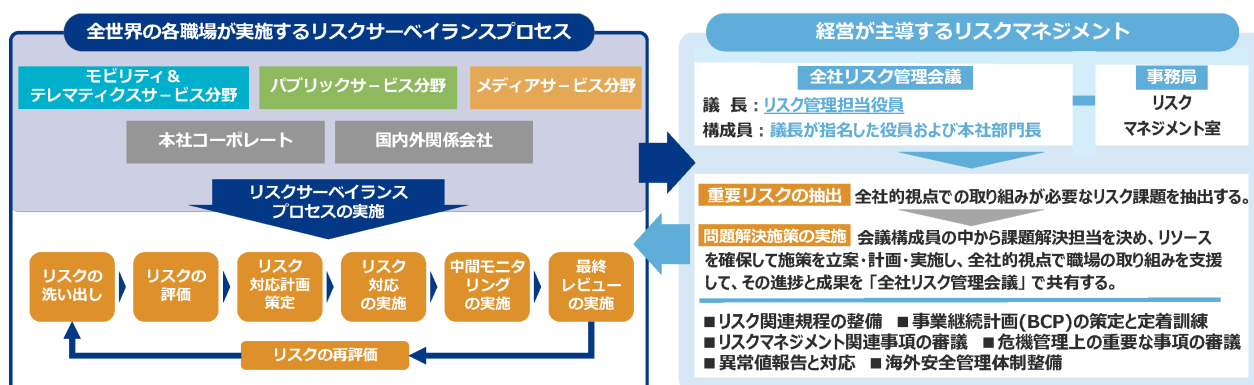 全世界の各職場が実施するリスクサーベイランスプロセス
モビリティ＆
テレマティクスサービス分野
パブリックサービス分野
メディアサービス分野
本社コーポレート
国内外関係会社
リスクサーベイランス
プロセスの実施
リスクの
洗い出し
リスクの
評価
リスク
対応計画
策定
リスク
対応
の実施
中間モニタ
リング
の実施
最終
レビュー
の実施
リスクの再評価
経営が主導するリスクマネジメント
全社リスク管理会議
議 長：リスク管理担当役員
構成員：議長が指名した役員および本社部門長
事務局
リスク
マネジメント室
重要リスクの抽出 全社的視点での取り組みが必要なリスク課題を抽出する。
問題解決施策の実施 会議構成員の中から課題解決担当を決め、リソース
を確保して施策を立案・計画・実施し、全社的視点で職場の取り組みを支援
して、その進捗と成果を「全社リスク管理会議」で共有する。
■リスク関連規程の整備 ■事業継続計画(BCP)の策定と定着訓練
■リスクマネジメント関連事項の審議 ■危機管理上の重要な事項の審議
■異常値報告と対応 ■海外安全管理体制整備